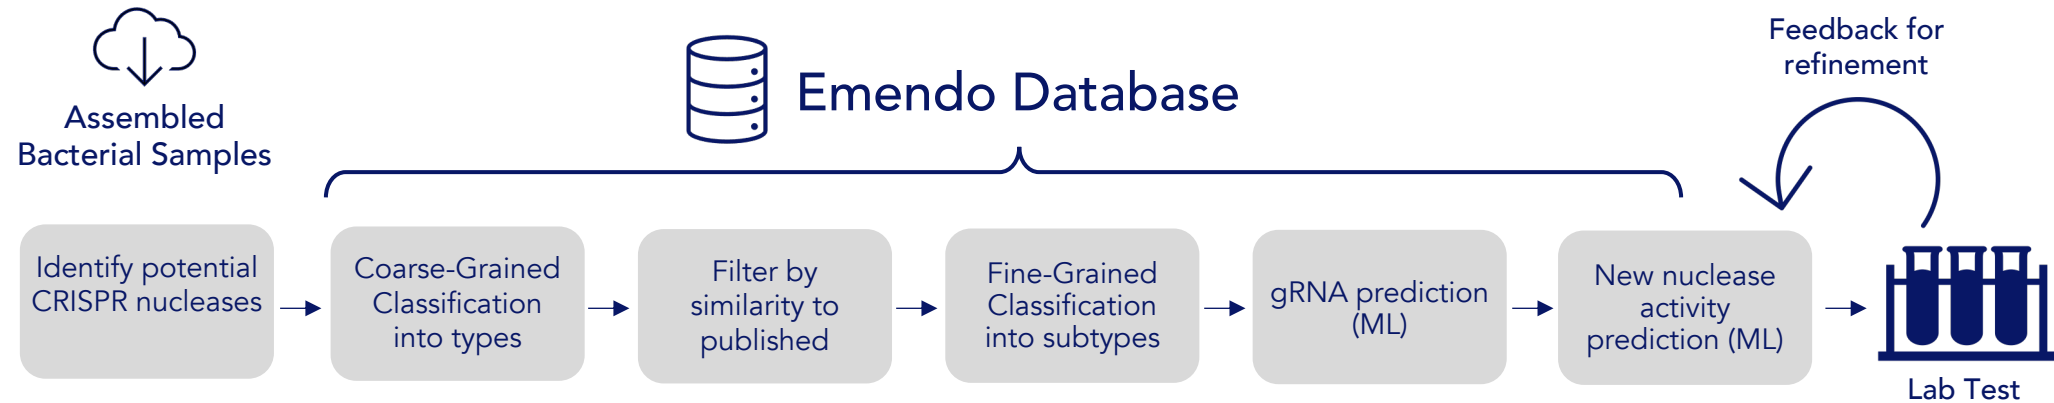 Assembled
Bacterial Samples
Emendo Database
Feedback for
refinement
Identify potential
CRISPR nucleases
Coarse-Grained
Classification
into types
Filter by
similarity to
published
Fine-Grained
Classification
into subtypes
gRNA prediction
(ML)
New nuclease
activity
prediction (ML)
Lab Test